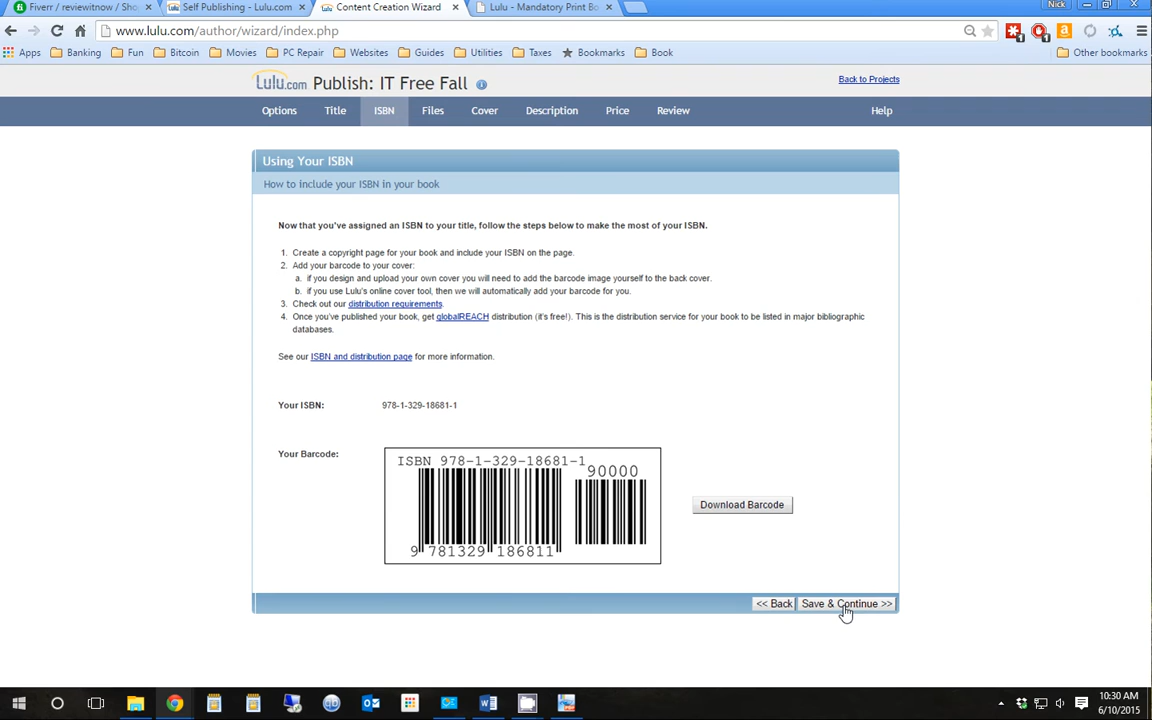 Nick
Fiverr / reviewitnow / Sho
Self Publishing - Lulu.com
Content Creation Wizard
Lulu - Mandatory Print Bo
www.lulu.com/author/wizard/index.php
Apps Banking Fun Bitcoin Movies PC Repair Websites Guides Utilities Taxes Bookmarks Book Other bookmarks
Lulu.com Publish: IT Free Fall
Back to Projects
Options Title ISBN Files Cover Description Price Review Help
Using Your ISBN
How to include your ISBN in your book
Now that you've assigned an ISBN to your title, follow the steps below to make the most of your ISBN.
1. Create a copyright page for your book and include your ISBN on the page.
2. Add your barcode to your cover:
a. if you design and upload your own cover you will need to add the barcode image yourself to the back cover.
b. if you use Lulu's online cover tool, then we will automatically add your barcode for you.
3. Check out our distribution requirements.
4. Once you've published your book, get globalREACH distribution (it's free!). This is the distribution service for your book to be listed in major bibliographic
databases.
See our ISBN and distribution page for more information.
Your ISBN: 978-1-329-18681-1
Your Barcode:
ISBN 978-1-329-18681-1
90000
9 781329 186811
Download Barcode
<< Back Save & Continue >>
10:30 AM
6/10/2015